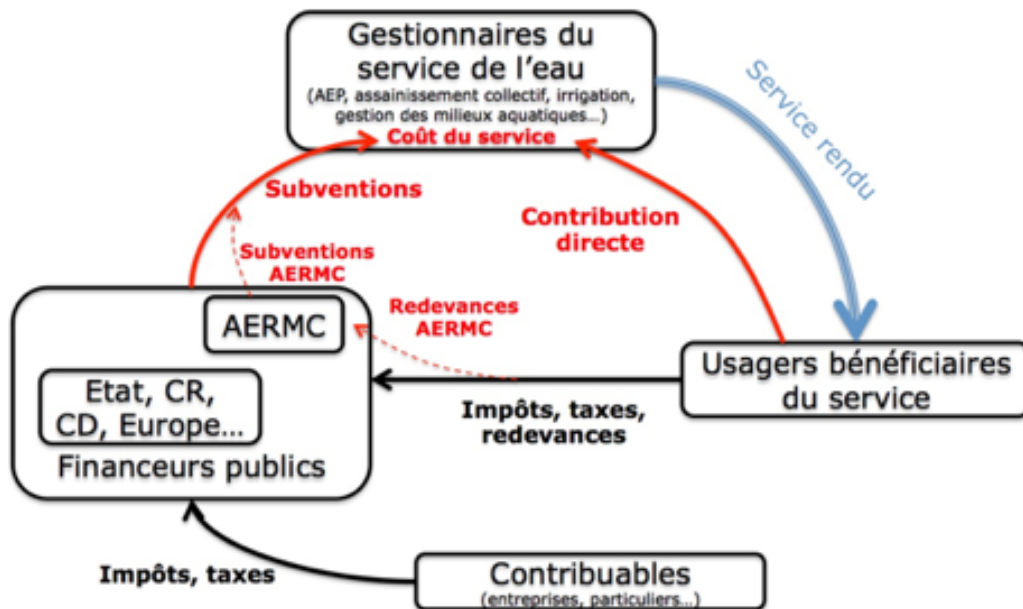 Gestionnaires du
service de l'eau
(AEP, assainissement collectif, irrigation,
gestion des milieux aquatiques...)
Coût du service
Service rendu
Subventions
Contribution
directe
Subventions
AERMC
Redevances
AERMC
AERMC
Usagers bénéficiaires
du service
Etat, CR,
CD, Europe...
Impôts, taxes,
redevances
Financeurs publics
Impôts, taxes
Contribuables
(entreprises, particuliers...)